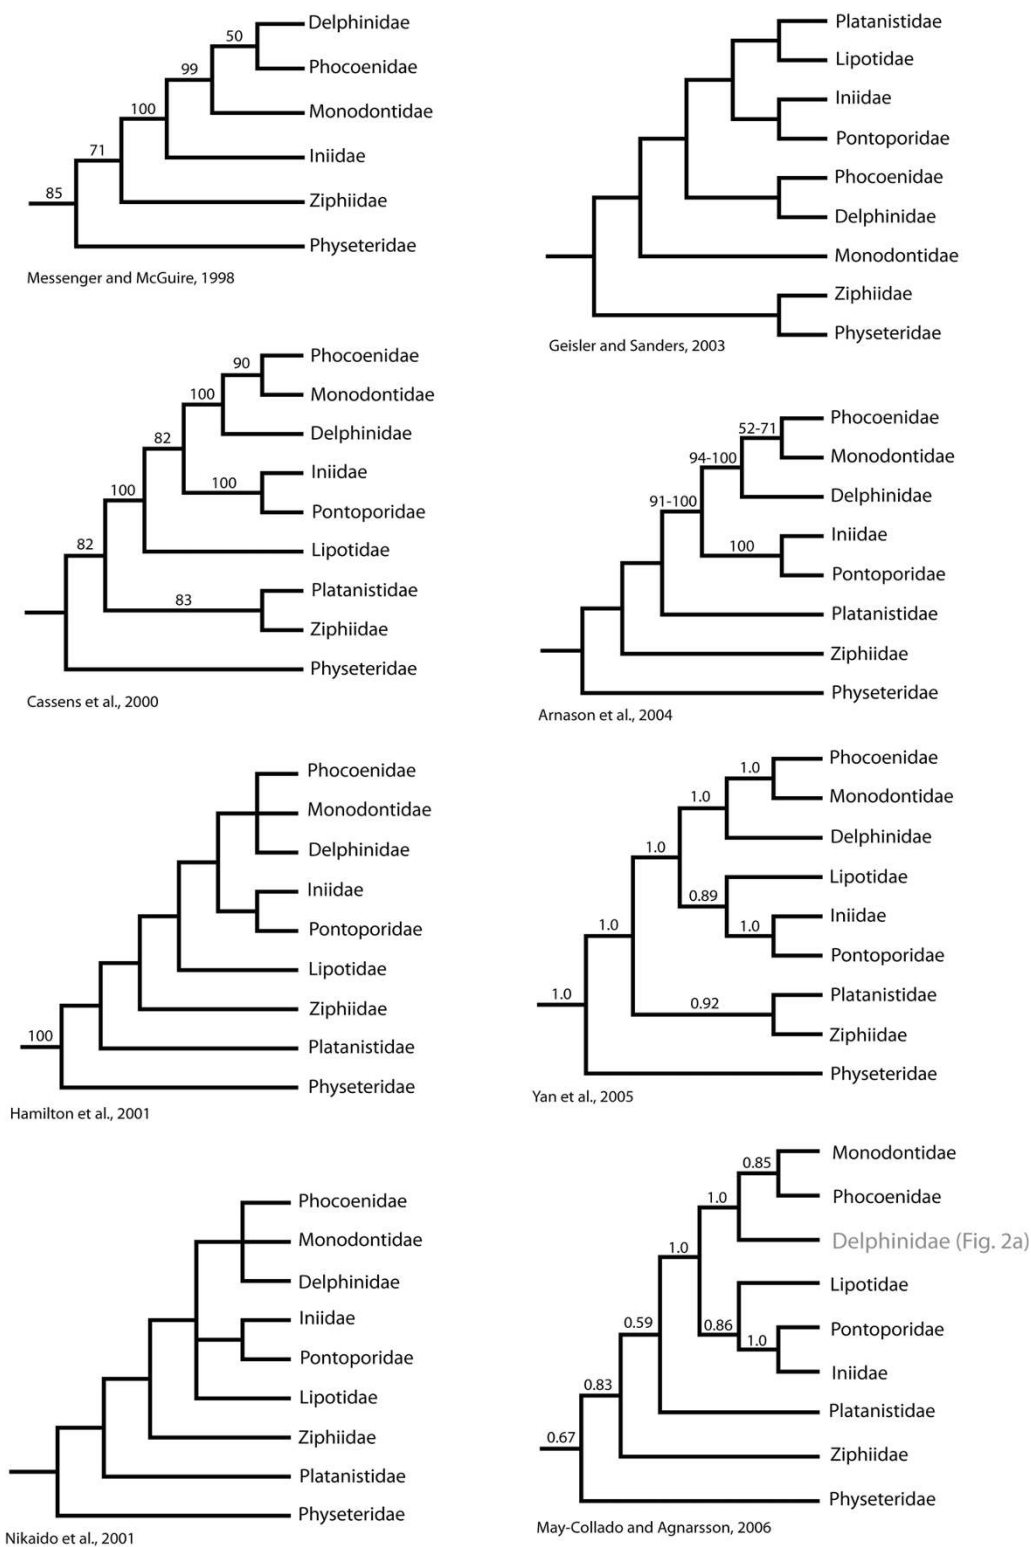 Delphinidae
50
Phocoenidae
99
Monodontidae
100
Iniidae
71
Ziphiidae
85
Physeteridae
Messenger and McGuire, 1998
Phocoenidae
90
Monodontidae
100
Delphinidae
82
Iniidae
100
Pontoporidae
100
Lipotidae
82
Platanistidae
83
Ziphiidae
Physeteridae
Cassens et al., 2000
Phocoenidae
Monodontidae
Delphinidae
Iniidae
Pontoporidae
Lipotidae
Ziphiidae
Platanistidae
100
Physeteridae
Hamilton et al., 2001
Phocoenidae
Monodontidae
Delphinidae
Iniidae
Pontoporidae
Lipotidae
Ziphiidae
Platanistidae
Physeteridae
Nikaido et al., 2001
Platanistidae
Lipotidae
Iniidae
Pontoporidae
Phocoenidae
Delphinidae
Monodontidae
Ziphiidae
Physeteridae
Geisler and Sanders, 2003
Phocoenidae
52-71
Monodontidae
94-100
Delphinidae
91-100
Iniidae
100
Pontoporidae
Platanistidae
Ziphiidae
Physeteridae
Arnason et al., 2004
Phocoenidae
1.0
Monodontidae
1.0
Delphinidae
1.0
Lipotidae
0.89
Iniidae
1.0
1.0
Pontoporidae
Platanistidae
1.0
0.92
Ziphiidae
Physeteridae
Yan et al., 2005
Monodontidae
0.85
Phocoenidae
1.0
Delphinidae (Fig. 2a)
1.0
Lipotidae
0.59
0.86
Pontoporidae
1.0
Iniidae
0.83
Platanistidae
0.67
Ziphiidae
Physeteridae
May-Collado and Agnarsson, 2006